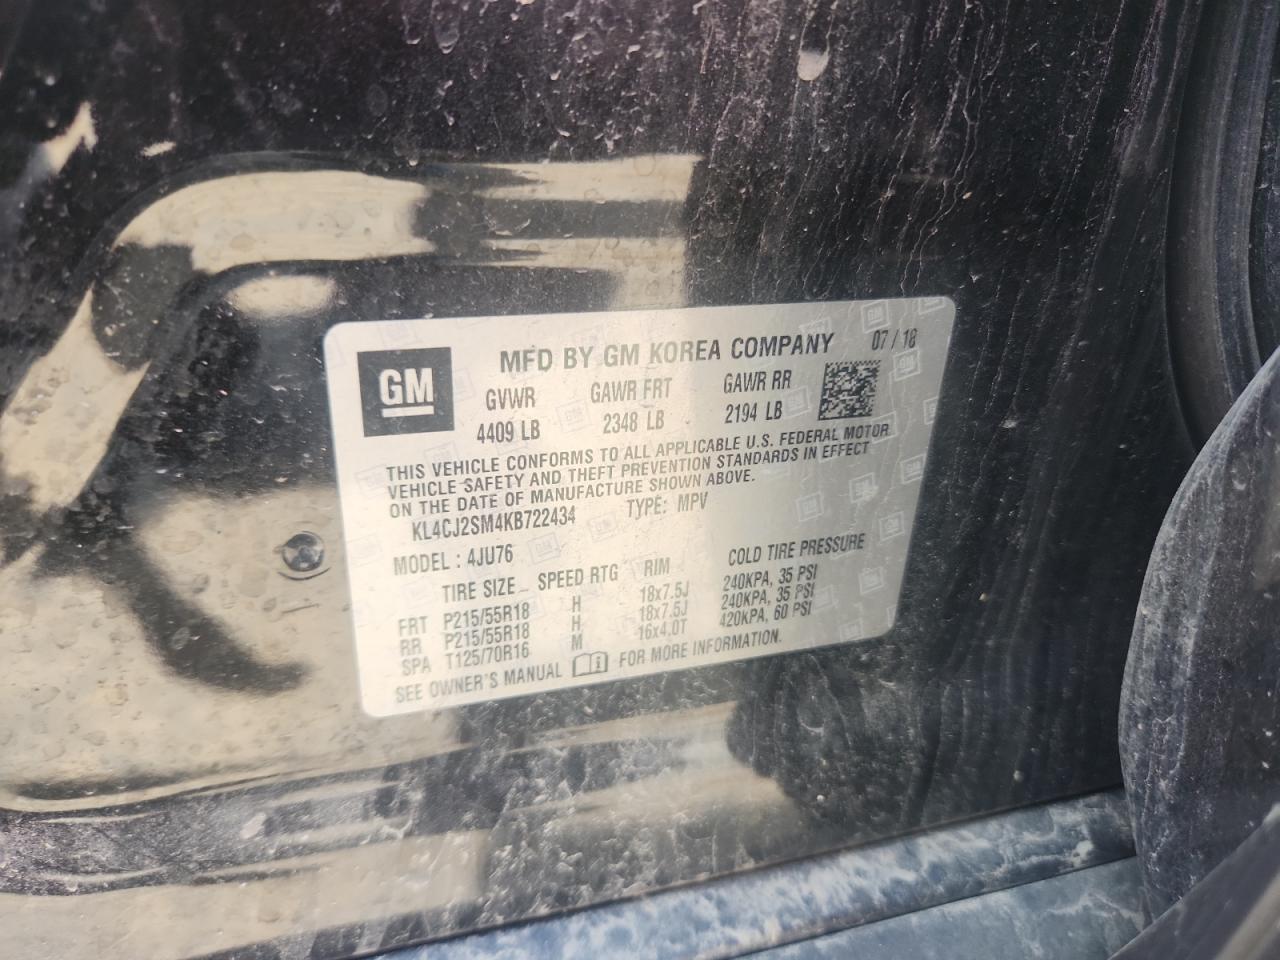 GM
MFD BY GM KOREA COMPANY 07 / 18
GVWR GAWR FRT GAWR RR
4409 LB 2348 LB 2194 LB
THIS VEHICLE CONFORMS TO ALL APPLICABLE U.S. FEDERAL MOTOR
VEHICLE SAFETY AND THEFT PREVENTION STANDARDS IN EFFECT
ON THE DATE OF MANUFACTURE SHOWN ABOVE.
KL4CJ2SM4KB722434 TYPE: MPV
MODEL : 4JU76
TIRE SIZE SPEED RTG RIM COLD TIRE PRESSURE
FRT P215/55R18 H 18x7.5J 240KPA, 35 PSI
RR P215/55R18 H 18x7.5J 240KPA, 35 PSI
SPA T125/70R16 M 16x4.0T 420KPA, 60 PSI
SEE OWNER'S MANUAL FOR MORE INFORMATION.